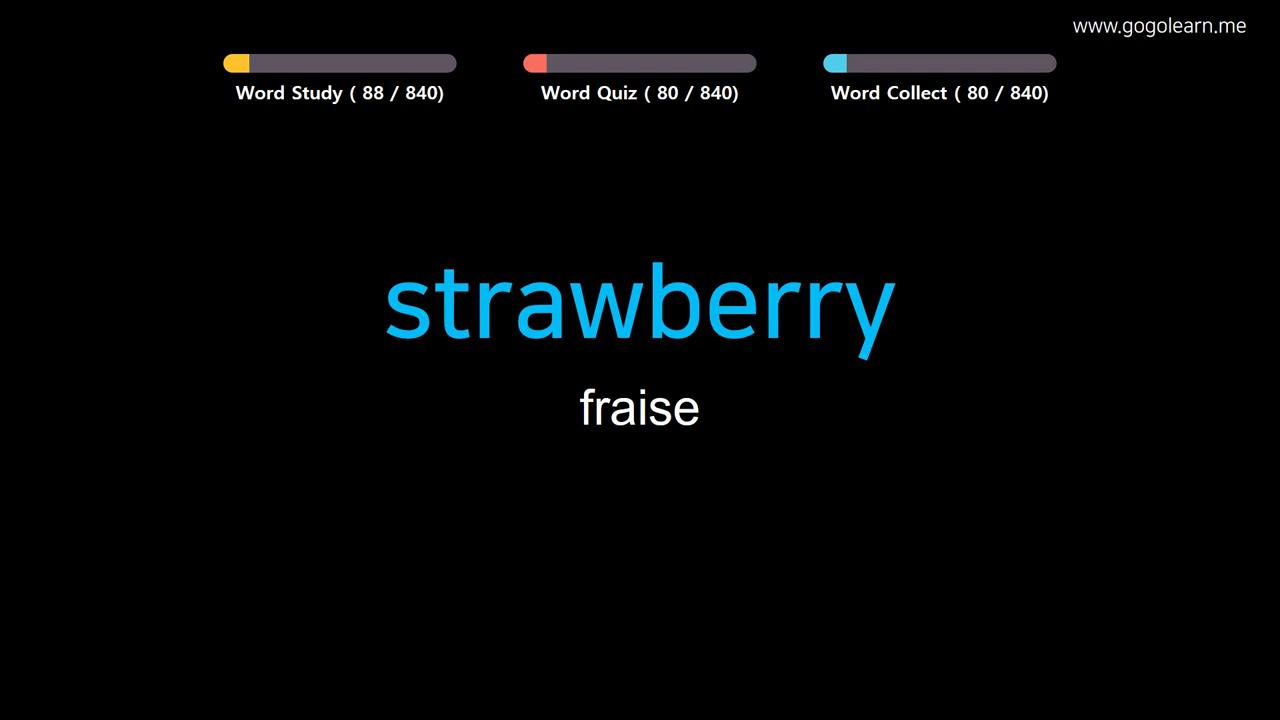 www.gogolearn.me
Word Study ( 88 / 840)
Word Quiz ( 80 / 840)
Word Collect ( 80 / 840)
strawberry
fraise